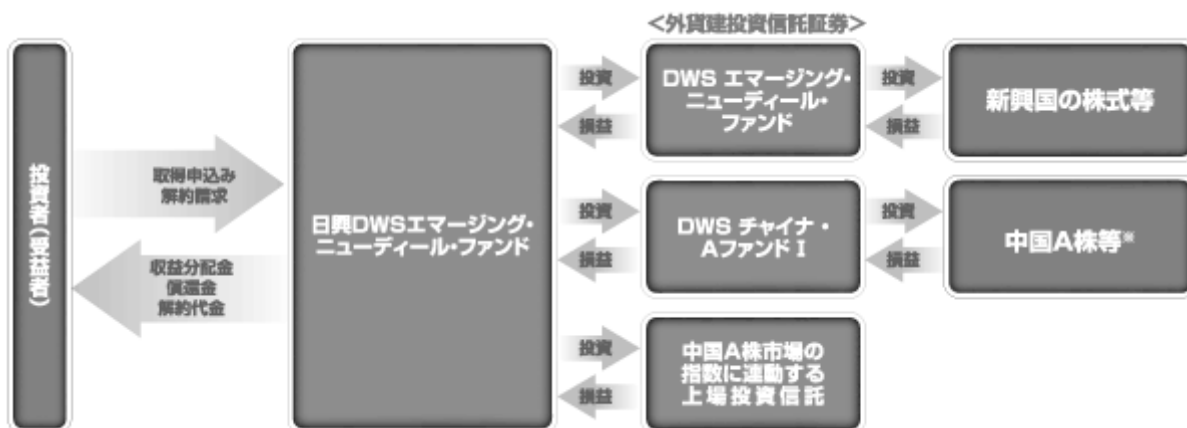 <外貨建投資信託証券>
投資者(受益者)
取得申込み
解約請求
収益分配金
償還金
解約代金
日興DWSエマージング・
ニューディール・ファンド
投資
損益
DWS エマージング・
ニューディール・
ファンド
投資
損益
新興国の株式等
投資
損益
DWS チャイナ・
AファンドⅠ
投資
損益
中国A株等※
投資
損益
中国A株市場の
指数に連動する
上場投資信託